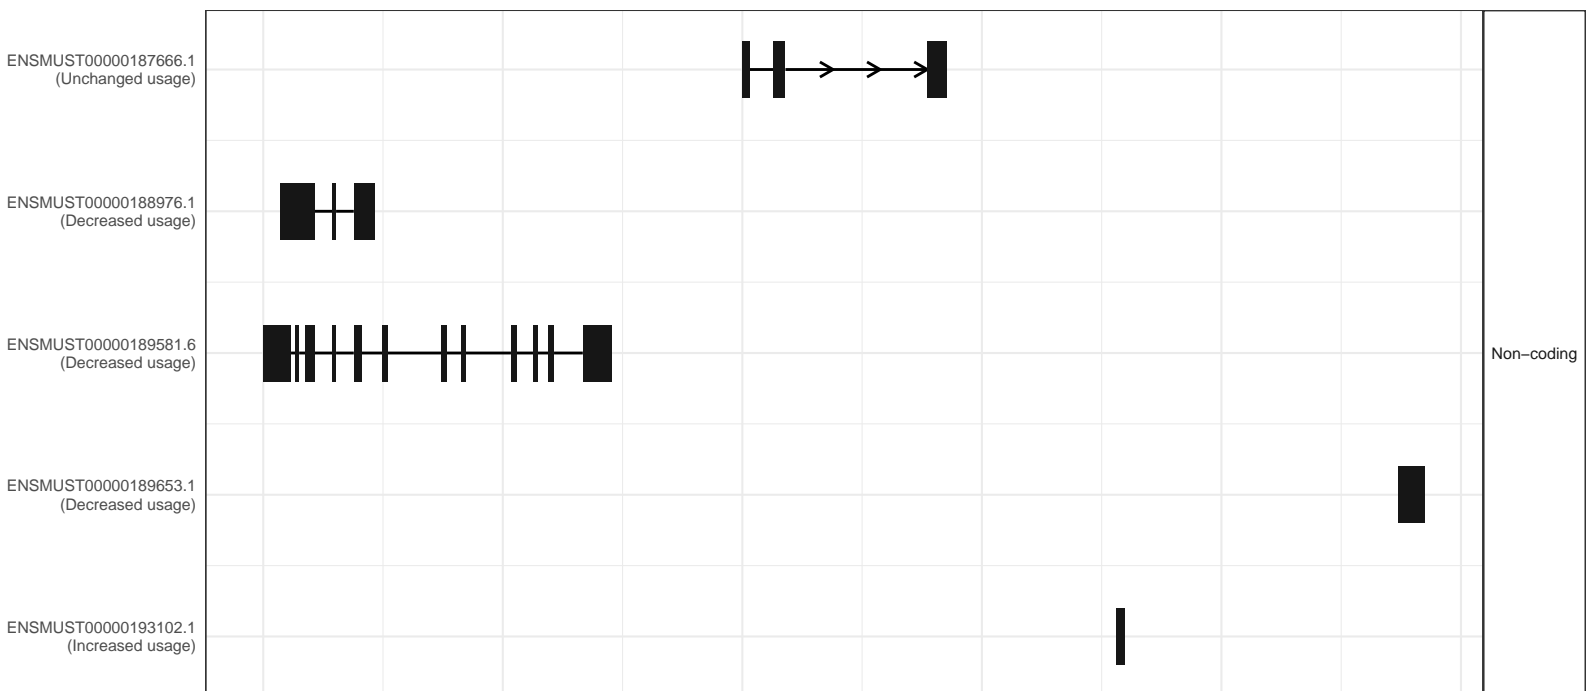 ENSMUST00000187666.1
(Unchanged usage)
ENSMUST00000188976.1
(Decreased usage)
ENSMUST00000189581.6
(Decreased usage)
Non−coding
ENSMUST00000189653.1
(Decreased usage)
ENSMUST00000193102.1
(Increased usage)